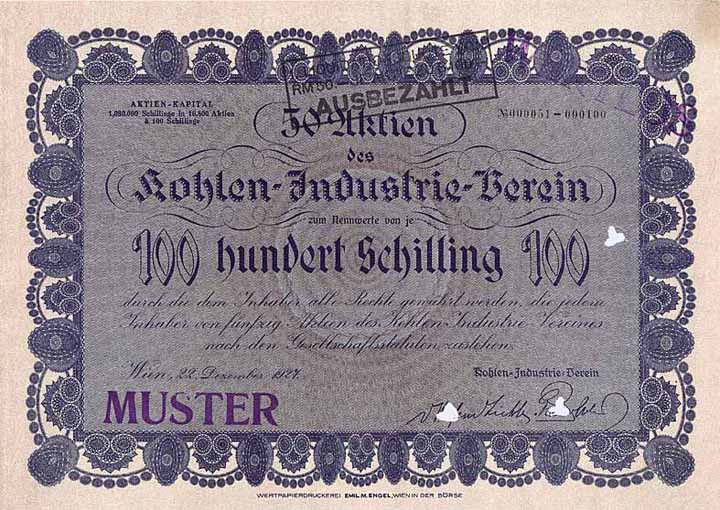 RM 50.
AUSBEZAHLT
AKTIEN-KAPITAL
1,080.000 Schillinge in 10.800 Aktien
à 100 Schillinge
50 Aktien
No 000051-000100
des
Kohlen-Industrie-Verein
zum Nennwerte von je
100 hundert Schilling 100
durch die dem Inhaber alle Rechte gewährt werden, die jedem
Inhaber von fünfzig Aktien des Kohlen-Industrie-Vereines
nach den Gesellschaftsstatuten zustehen.
Wien, 22. Dezember 1927
Kohlen-Industrie-Verein
MUSTER
WERTPAPIERDRUCKEREI EMIL M. ENGEL, WIEN IN DER BÖRSE